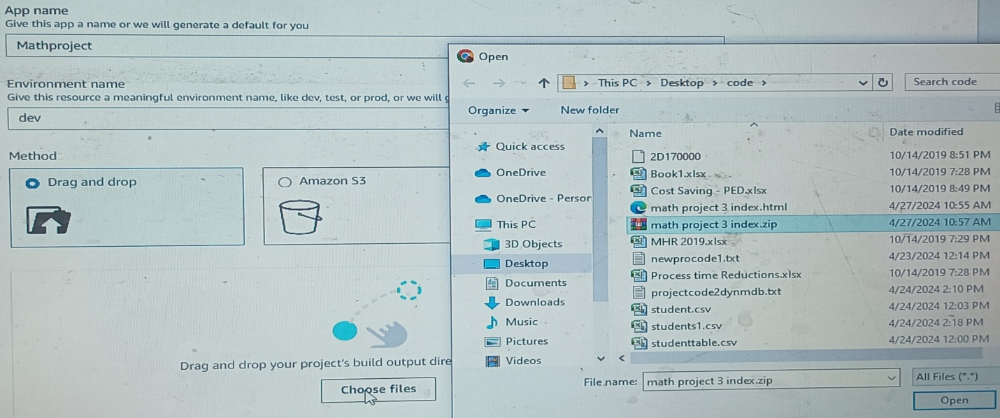 App name
Give this app a name or we will generate a default for you
Mathproject
Environment name
Give this resource a meaningful environment name, like dev, test, or prod, or we will g
dev
Method
Drag and drop
Amazon S3
Drag and drop your project's build output dire
Choose files
Open
This PC > Desktop > code >
Search code
Organize
New folder
Quick access
OneDrive
OneDrive - Person
This PC
3D Objects
Desktop
Documents
Downloads
Music
Pictures
Videos
Name Date modified
2D170000 10/14/2019 8:51 PM
Book1.xlsx 10/14/2019 7:28 PM
Cost Saving - PED.xlsx 10/14/2019 8:49 PM
math project 3 index.html 4/27/2024 10:55 AM
math project 3 index.zip 4/27/2024 10:57 AM
MHR 2019.xlsx 10/14/2019 7:29 PM
newprocode1.txt 4/23/2024 12:14 PM
Process time Reductions.xlsx 10/14/2019 7:28 PM
projectcode2dynmdb.txt 4/24/2024 2:10 PM
student.csv 4/24/2024 12:03 PM
students1.csv 4/24/2024 2:18 PM
studenttable.csv 4/24/2024 12:00 PM
File name: math project 3 index.zip
All Files (*.*)
Open